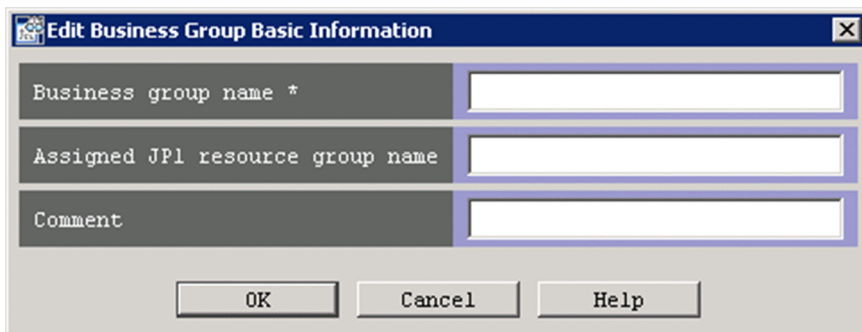 Edit Business Group Basic Information
Business group name *
Assigned JP1 resource group name
Comment
OK Cancel Help